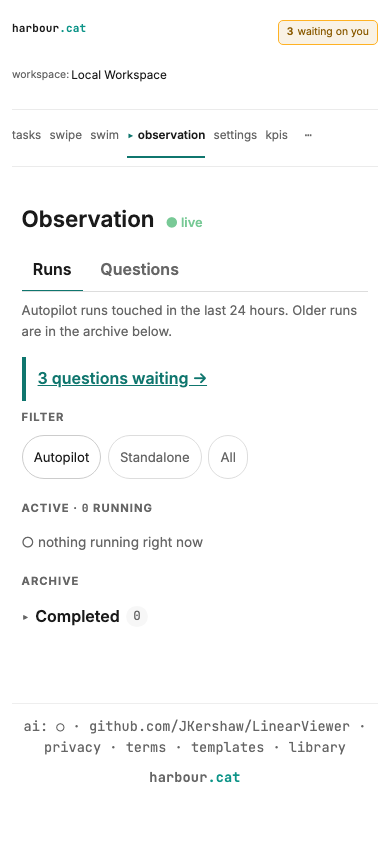 harbour.cat
3 waiting on you
workspace: Local Workspace
tasks swipe swim ▸ observation settings kpis ⋯
Observation ● live
Runs Questions
Autopilot runs touched in the last 24 hours. Older runs
are in the archive below.
3 questions waiting →
FILTER
Autopilot Standalone All
ACTIVE · 0 RUNNING
○ nothing running right now
ARCHIVE
▸ Completed 0
ai: ○ · github.com/JKershaw/LinearViewer ·
privacy · terms · templates · library
harbour.cat